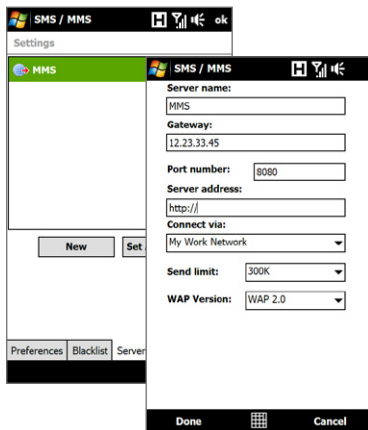 SMS / MMS
H
ok
Settings
MMS
New
Set
Preferences
Blacklist
Server
SMS / MMS
H
Server name:
MMS
Gateway:
12.23.33.45
Port number:
8080
Server address:
http://
Connect via:
My Work Network
Send limit:
300K
WAP Version:
WAP 2.0
Done
Cancel